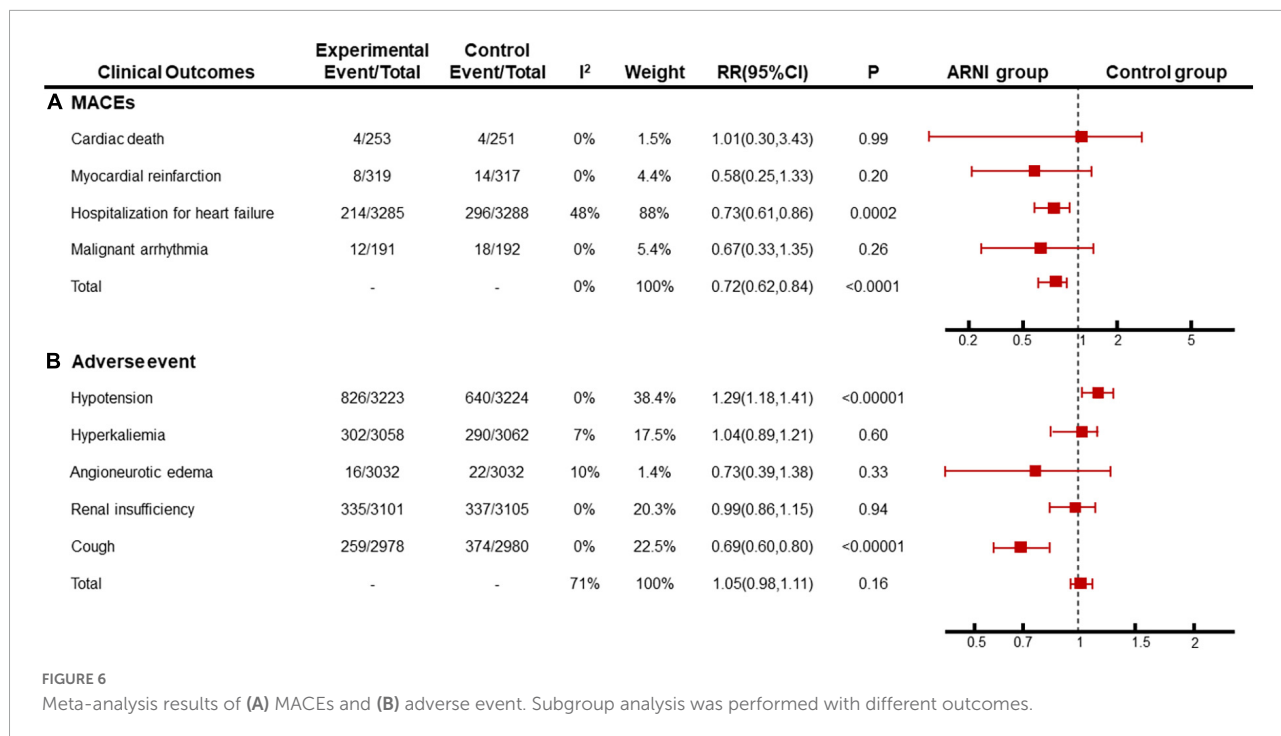 Clinical Outcomes Experimental Event/Total Control Event/Total I² Weight RR(95%CI) P ARNI group Control group
A MACEs
Cardiac death 4/253 4/251 0% 1.5% 1.01(0.30,3.43) 0.99
Myocardial reinfarction 8/319 14/317 0% 4.4% 0.58(0.25,1.33) 0.20
Hospitalization for heart failure 214/3285 296/3288 48% 88% 0.73(0.61,0.86) 0.0002
Malignant arrhythmia 12/191 18/192 0% 5.4% 0.67(0.33,1.35) 0.26
Total - - 0% 100% 0.72(0.62,0.84) <0.0001
0.2 0.5 1 2 5
B Adverse event
Hypotension 826/3223 640/3224 0% 38.4% 1.29(1.18,1.41) <0.00001
Hyperkaliemia 302/3058 290/3062 7% 17.5% 1.04(0.89,1.21) 0.60
Angioneurotic edema 16/3032 22/3032 10% 1.4% 0.73(0.39,1.38) 0.33
Renal insufficiency 335/3101 337/3105 0% 20.3% 0.99(0.86,1.15) 0.94
Cough 259/2978 374/2980 0% 22.5% 0.69(0.60,0.80) <0.00001
Total - - 71% 100% 1.05(0.98,1.11) 0.16
0.5 0.7 1 1.5 2
FIGURE 6
Meta-analysis results of (A) MACEs and (B) adverse event. Subgroup analysis was performed with different outcomes.